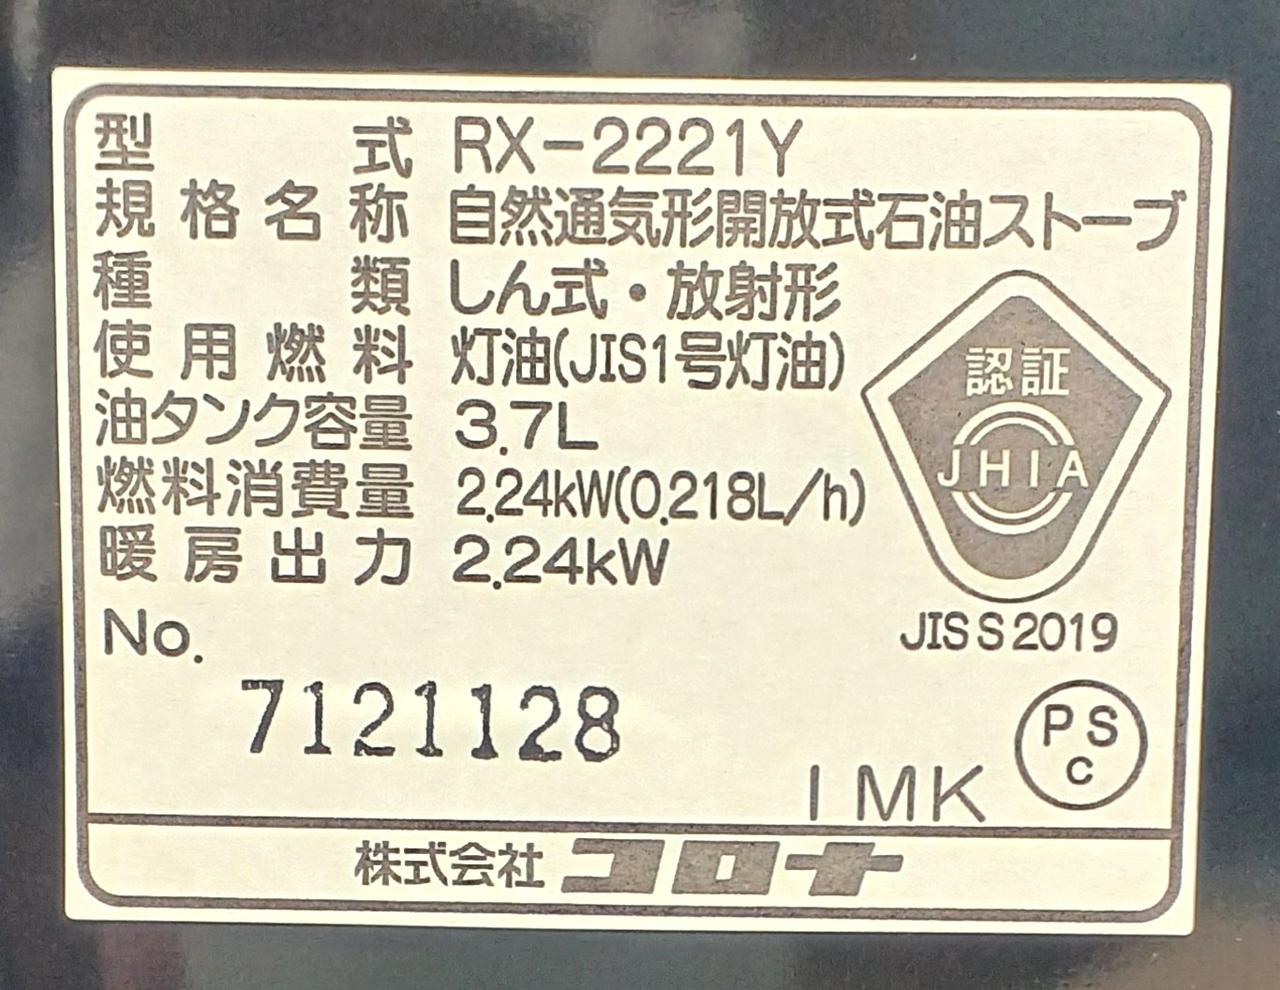 型式 RX-2221Y
規格名称 自然通気形開放式石油ストーブ
種類 しん式・放射形
使用燃料 灯油(JIS1号灯油)
油タンク容量 3.7L
燃料消費量 2.24kW(0.218L/h)
暖房出力 2.24kW
認証
JHIA
JIS S 2019
No.
7121128
PS
C
IMK
株式会社コロナ